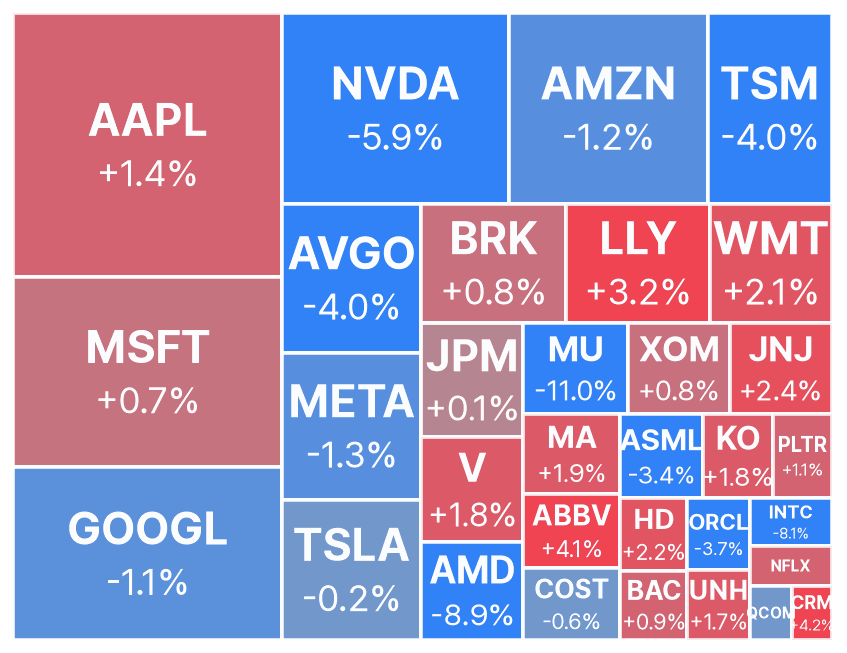 AAPL
+1.4%
MSFT
+0.7%
GOOGL
-1.1%
NVDA
-5.9%
AMZN
-1.2%
TSM
-4.0%
AVGO
-4.0%
META
-1.3%
TSLA
-0.2%
BRK
+0.8%
LLY
+3.2%
WMT
+2.1%
JPM
+0.1%
V
+1.8%
AMD
-8.9%
MU
-11.0%
XOM
+0.8%
JNJ
+2.4%
MA
+1.9%
ASML
-3.4%
KO
+1.8%
PLTR
+1.1%
ABBV
+4.1%
COST
-0.6%
HD
+2.2%
ORCL
-3.7%
BAC
+0.9%
UNH
+1.7%
INTC
-8.1%
NFLX
QCOM
CRM
+4.2%